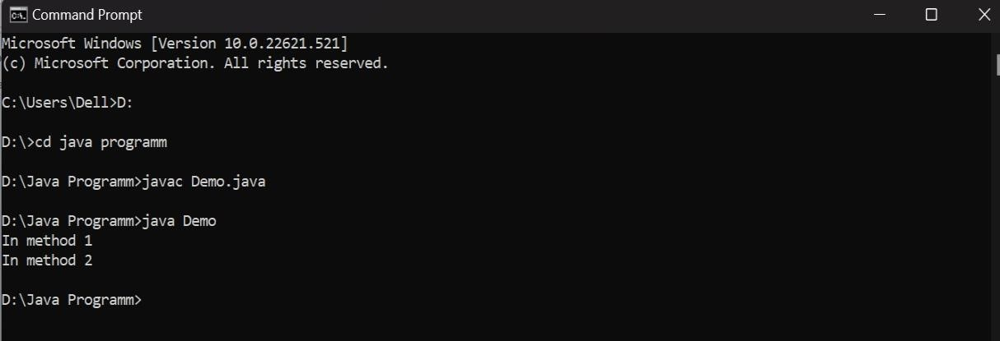 Command Prompt
Microsoft Windows [Version 10.0.22621.521]
(c) Microsoft Corporation. All rights reserved.
C:\Users\Dell>D:
D:\>cd java programm
D:\Java Programm>javac Demo.java
D:\Java Programm>java Demo
In method 1
In method 2
D:\Java Programm>